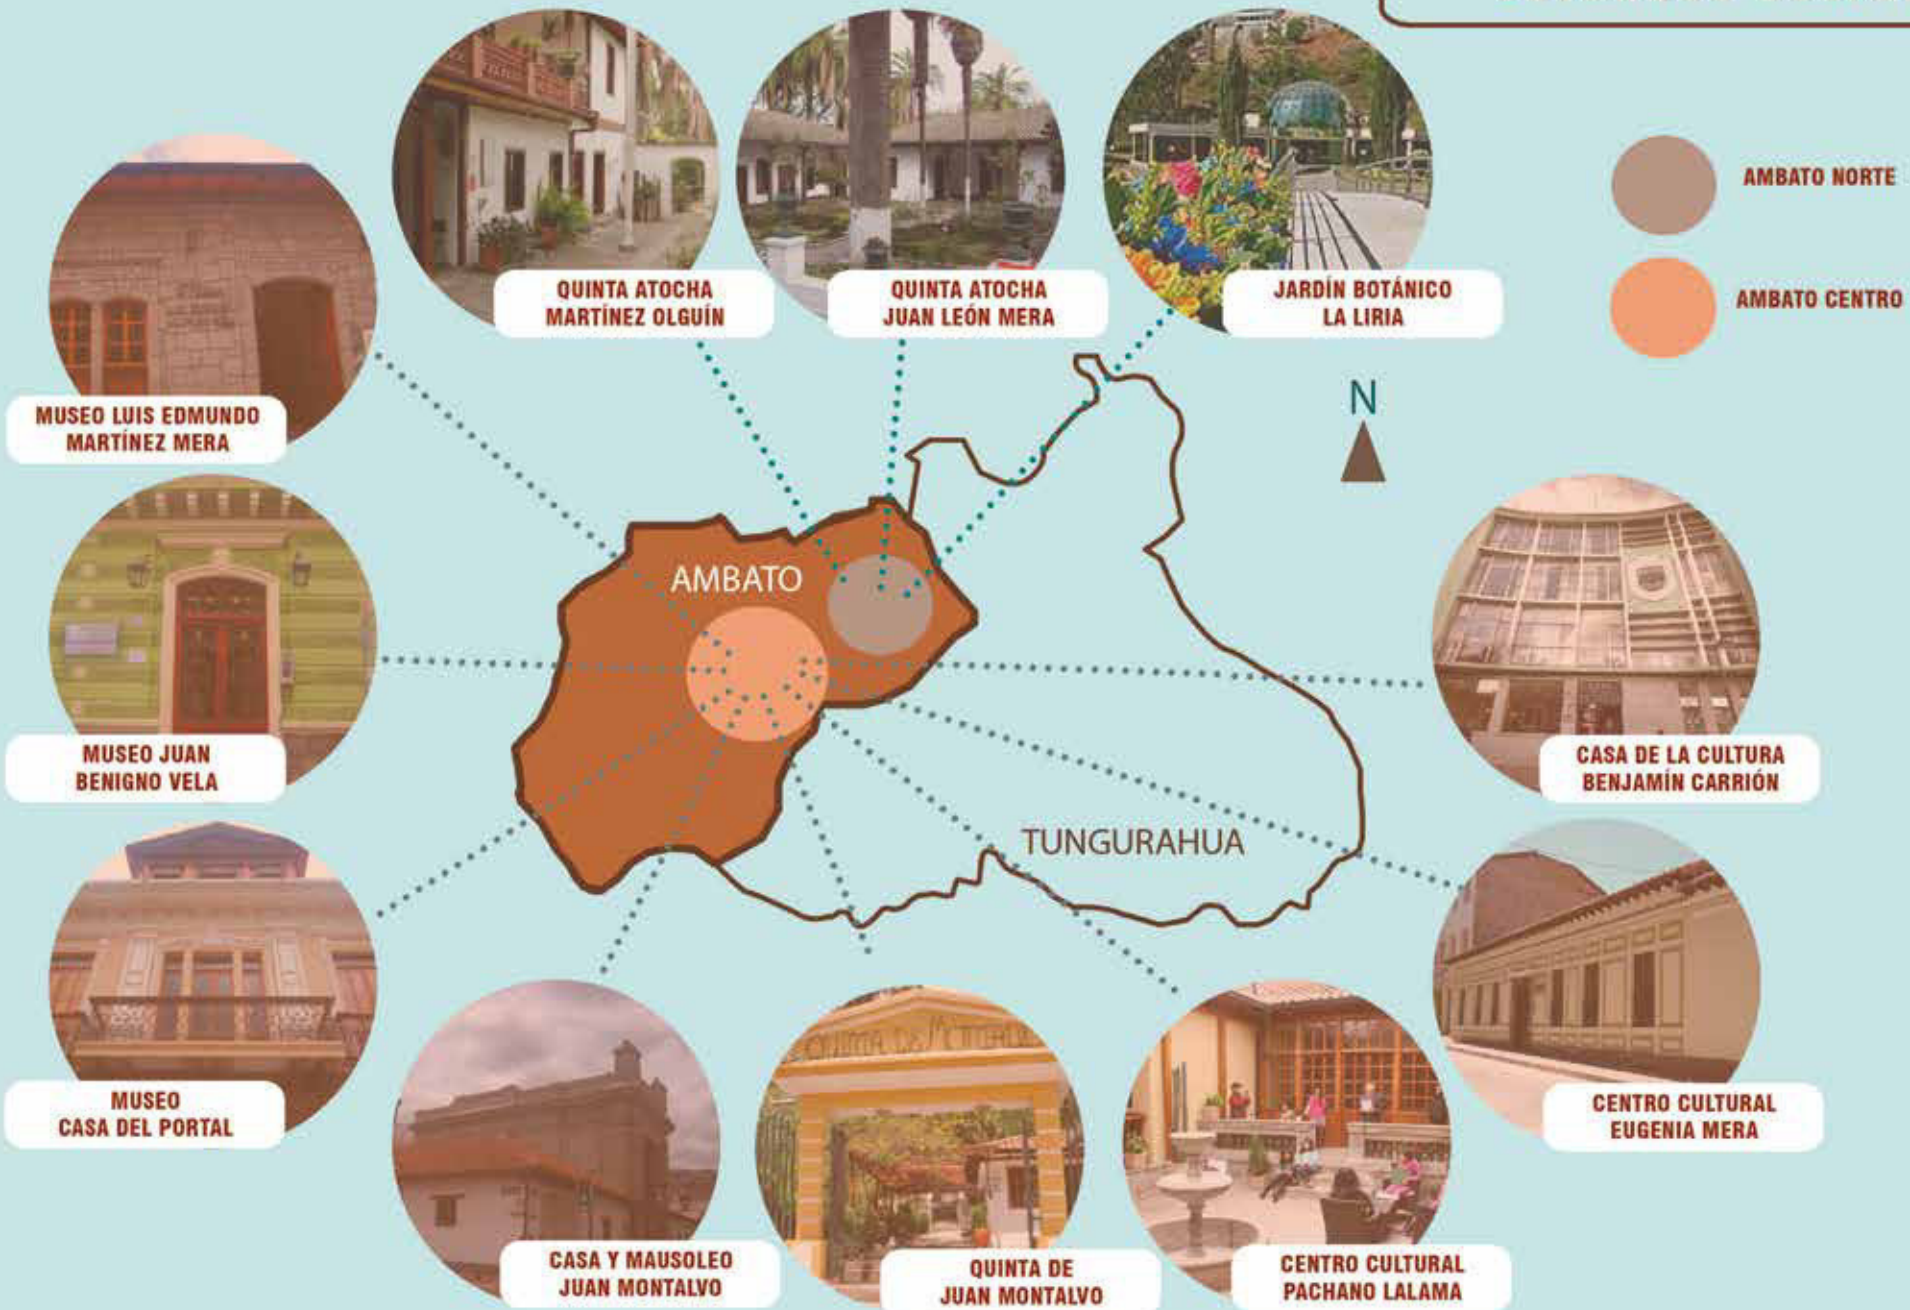 QUINTA ATOCHA
MARTÍNEZ OLGUÍN
QUINTA ATOCHA
JUAN LEÓN MERA
JARDÍN BOTÁNICO
LA LIRIA
AMBATO NORTE
AMBATO CENTRO
N
MUSEO LUIS EDMUNDO
MARTÍNEZ MERA
AMBATO
MUSEO JUAN
BENIGNO VELA
CASA DE LA CULTURA
BENJAMÍN CARRIÓN
TUNGURAHUA
MUSEO
CASA DEL PORTAL
CENTRO CULTURAL
EUGENIA MERA
CASA Y MAUSOLEO
JUAN MONTALVO
QUINTA DE
JUAN MONTALVO
CENTRO CULTURAL
PACHANO LALAMA